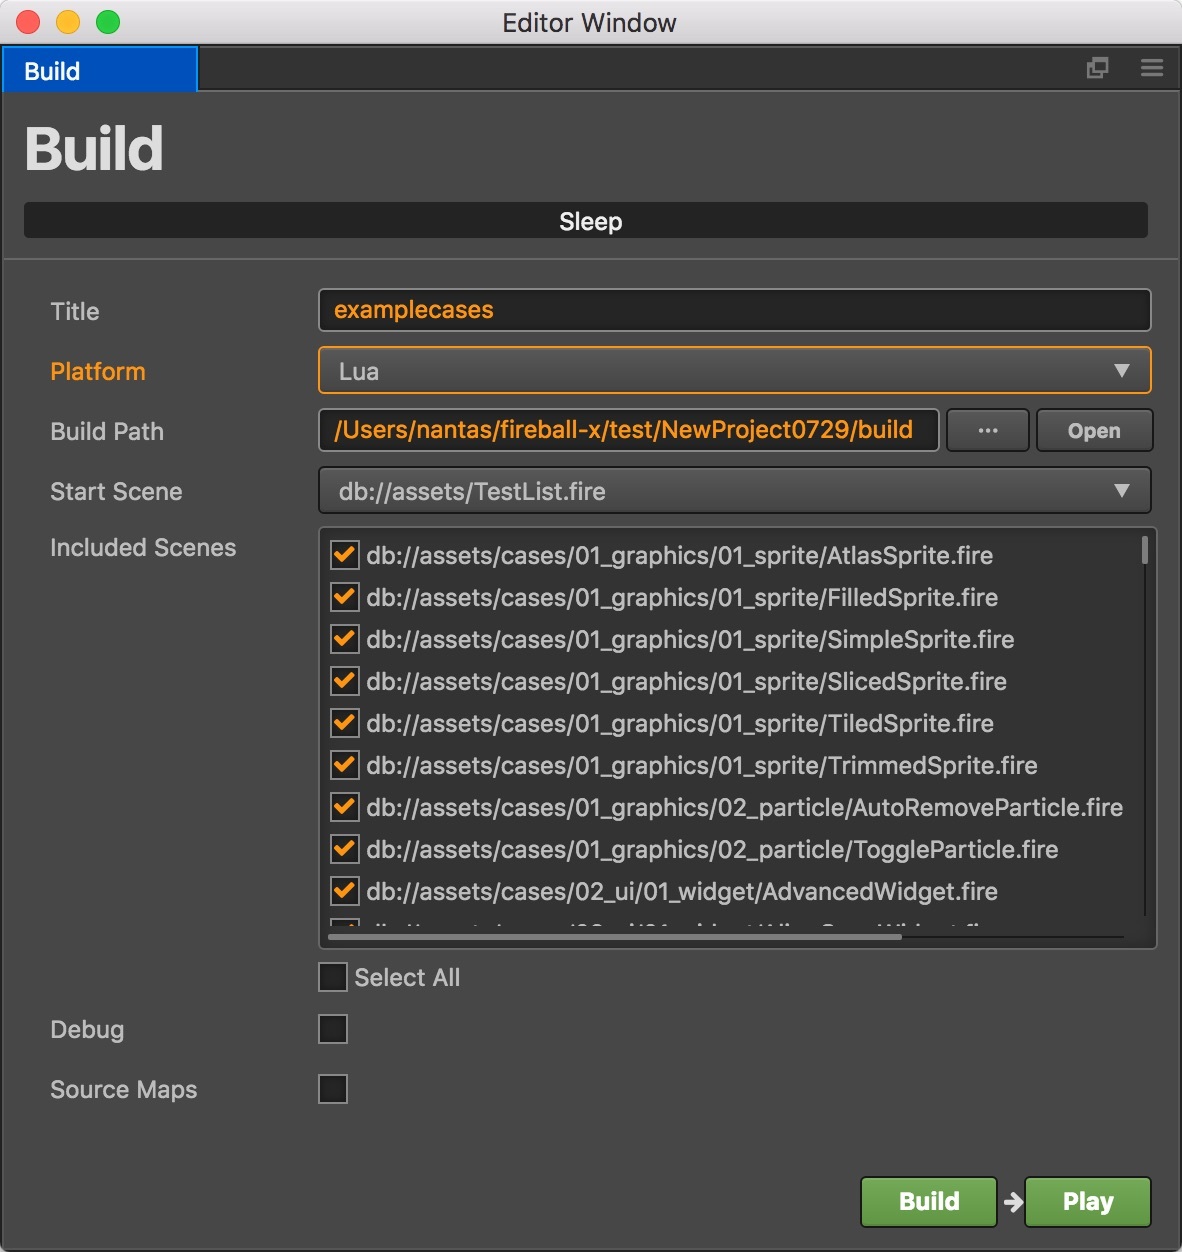 Editor Window
Build
Build
Sleep
Title examplecases
Platform Lua
Build Path /Users/nantas/fireball-x/test/NewProject0729/build ... Open
Start Scene db://assets/TestList.fire
Included Scenes
db://assets/cases/01_graphics/01_sprite/AtlasSprite.fire
db://assets/cases/01_graphics/01_sprite/FilledSprite.fire
db://assets/cases/01_graphics/01_sprite/SimpleSprite.fire
db://assets/cases/01_graphics/01_sprite/SlicedSprite.fire
db://assets/cases/01_graphics/01_sprite/TiledSprite.fire
db://assets/cases/01_graphics/01_sprite/TrimmedSprite.fire
db://assets/cases/01_graphics/02_particle/AutoRemoveParticle.fire
db://assets/cases/01_graphics/02_particle/ToggleParticle.fire
db://assets/cases/02_ui/01_widget/AdvancedWidget.fire
Select All
Debug
Source Maps
Build Play